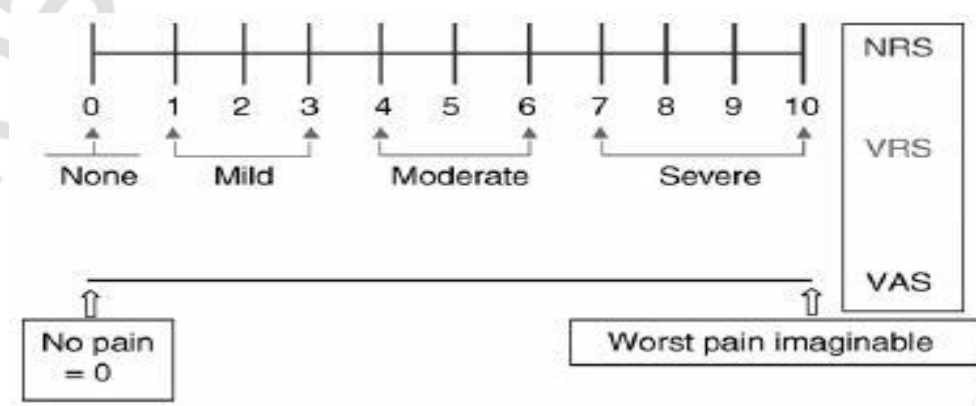 NRS
0 1 2 3 4 5 6 7 8 9 10
VRS
None Mild Moderate Severe
VAS
No pain
= 0
Worst pain imaginable